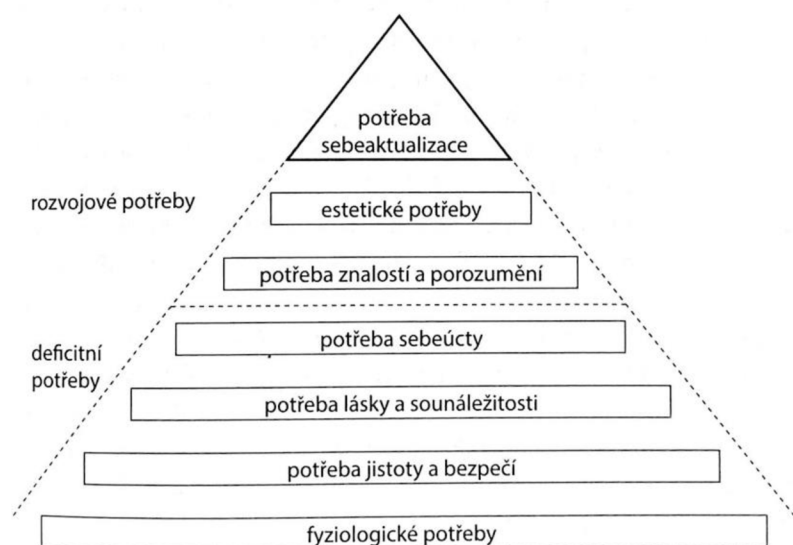 potřeba
sebeaktualizace
rozvojové potřeby
estetické potřeby
potřeba znalostí a porozumění
potřeba sebeúcty
deficitní
potřeby
potřeba lásky a sounáležitosti
potřeba jistoty a bezpečí
fyziologické potřeby